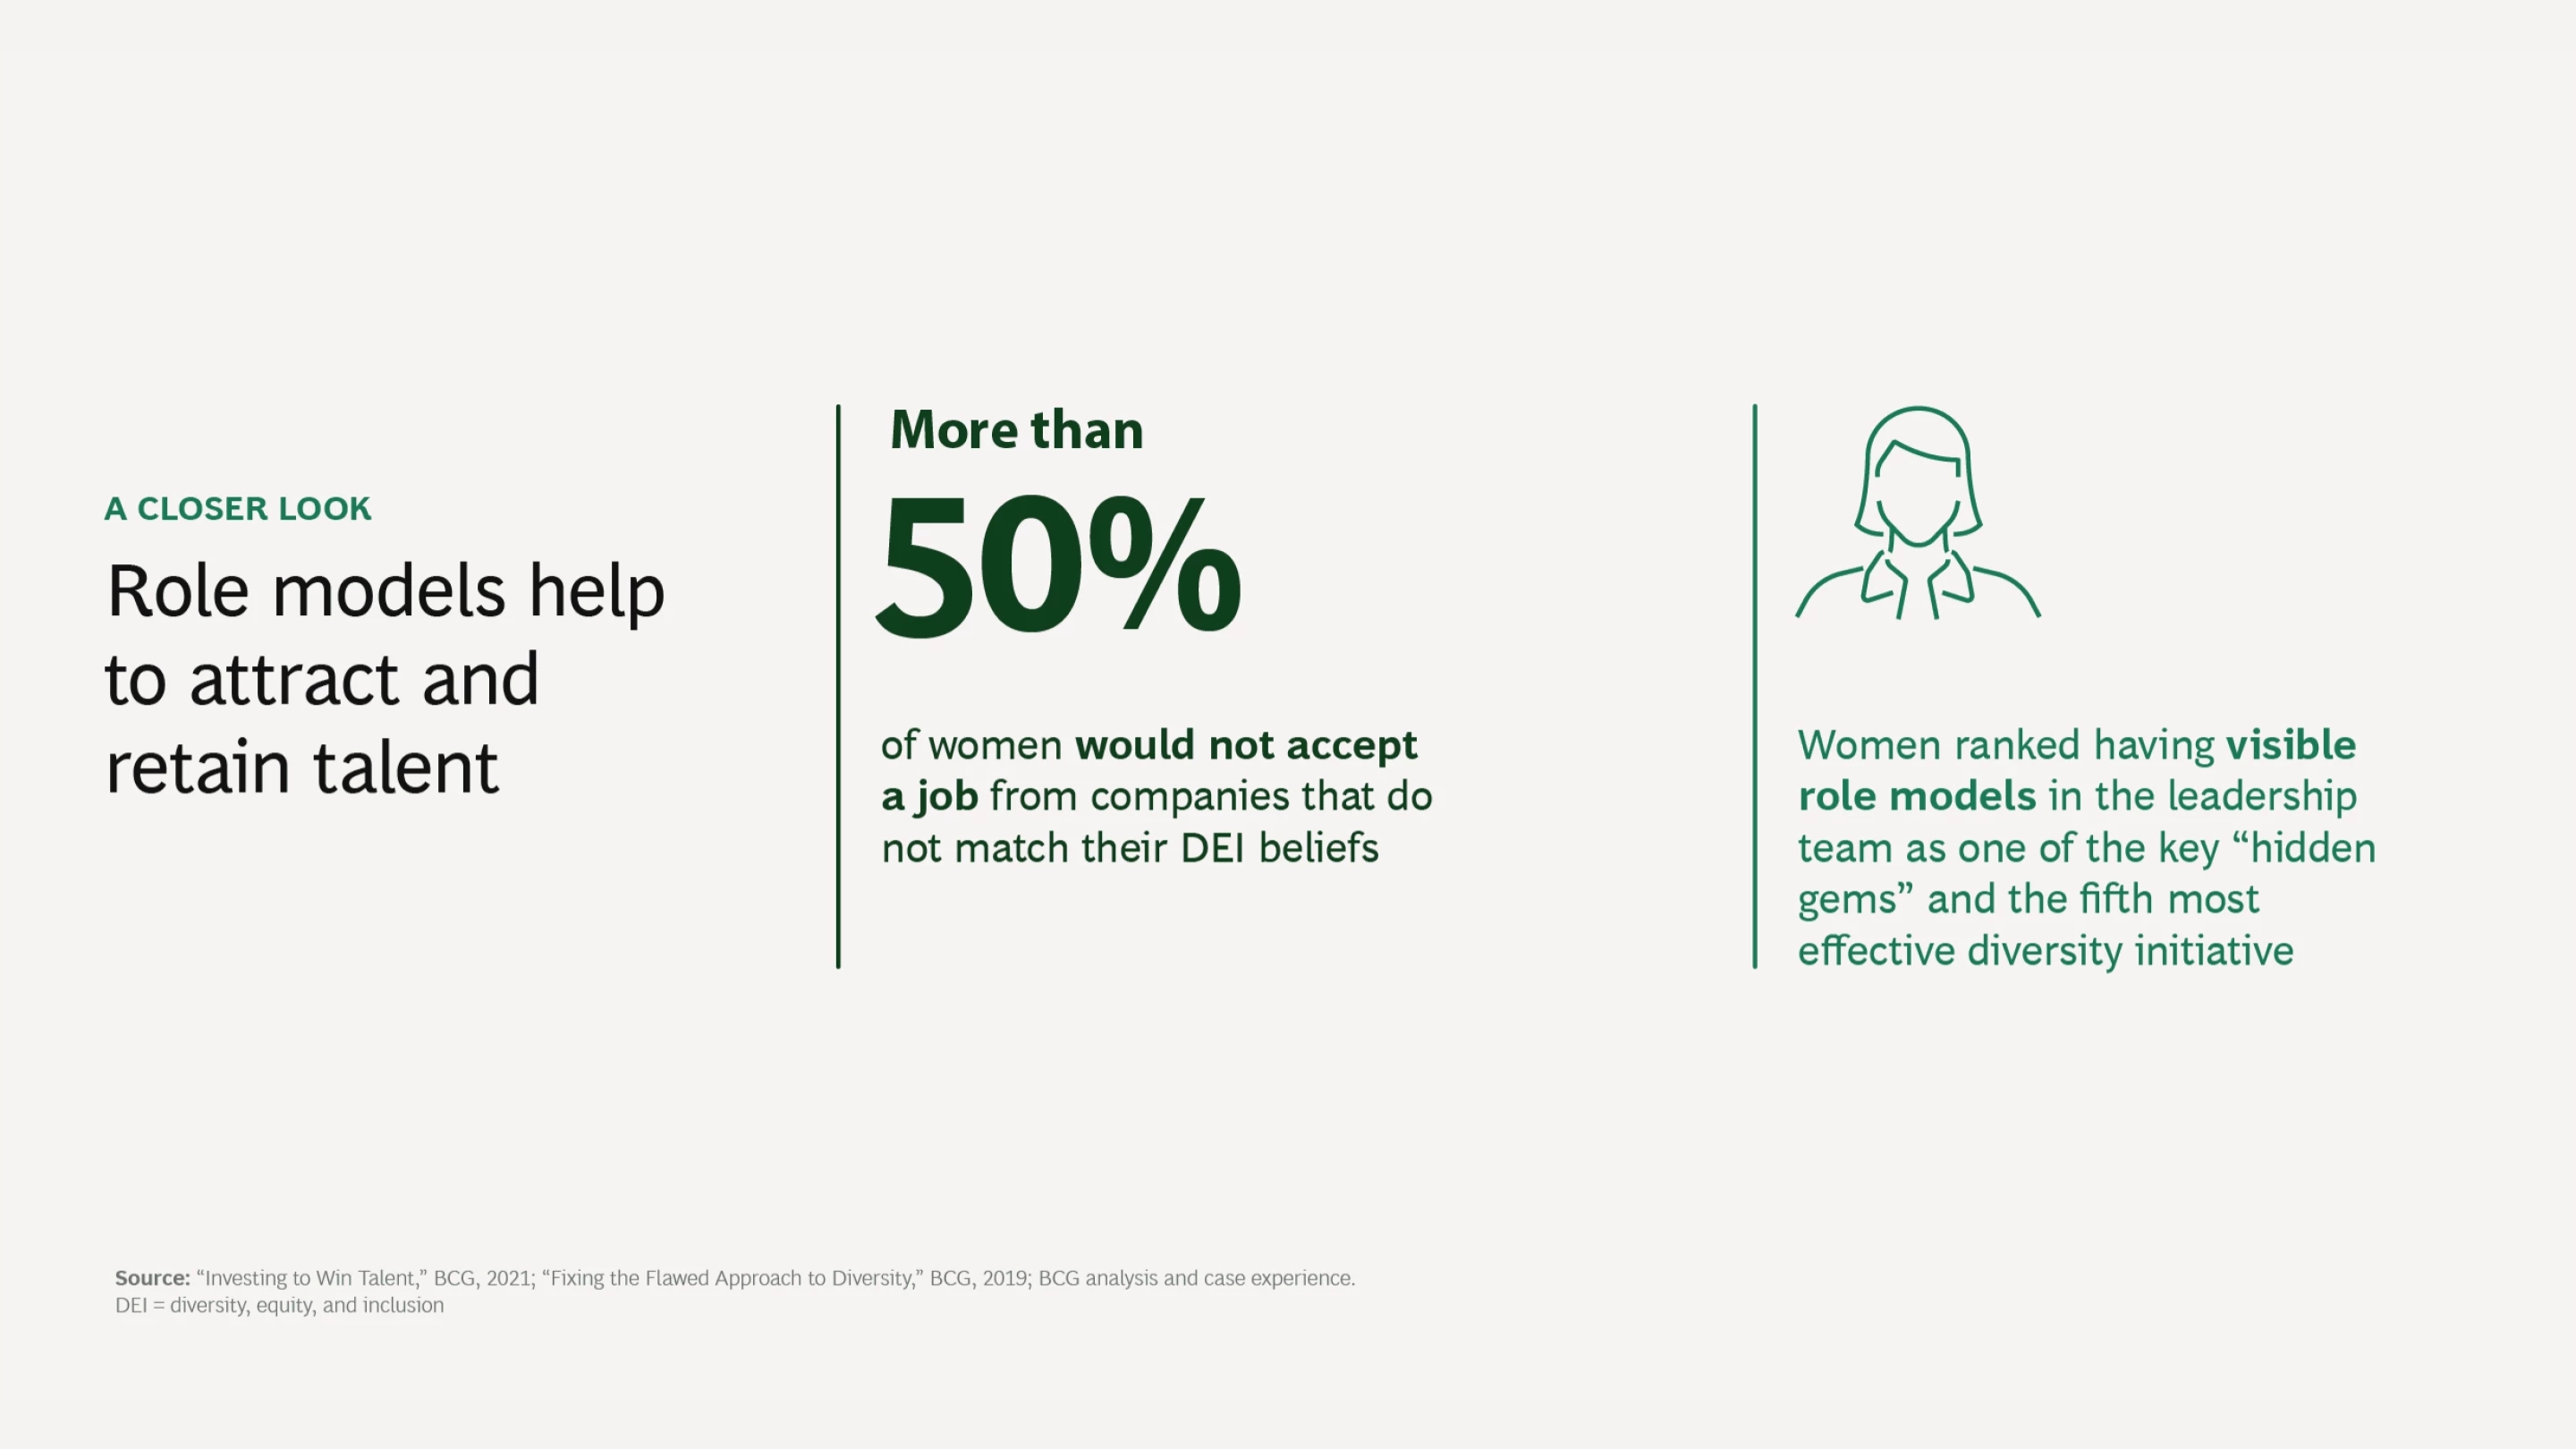 A CLOSER LOOK
Role models help
to attract and
retain talent
More than
50%
of women would not accept
a job from companies that do
not match their DEI beliefs
Women ranked having visible
role models in the leadership
team as one of the key “hidden
gems” and the fifth most
effective diversity initiative
Source: “Investing to Win Talent,” BCG, 2021; “Fixing the Flawed Approach to Diversity,” BCG, 2019; BCG analysis and case experience.
DEI = diversity, equity, and inclusion